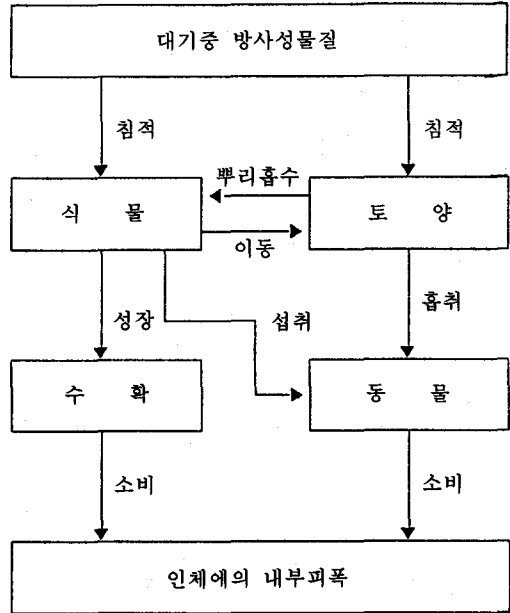 대기중 방사성물질
침적 침적
뿌리흡수
식 물 토 양
이동
성장 섭취 흡취
수 확 동 물
소비 소비
인체에의 내부피폭